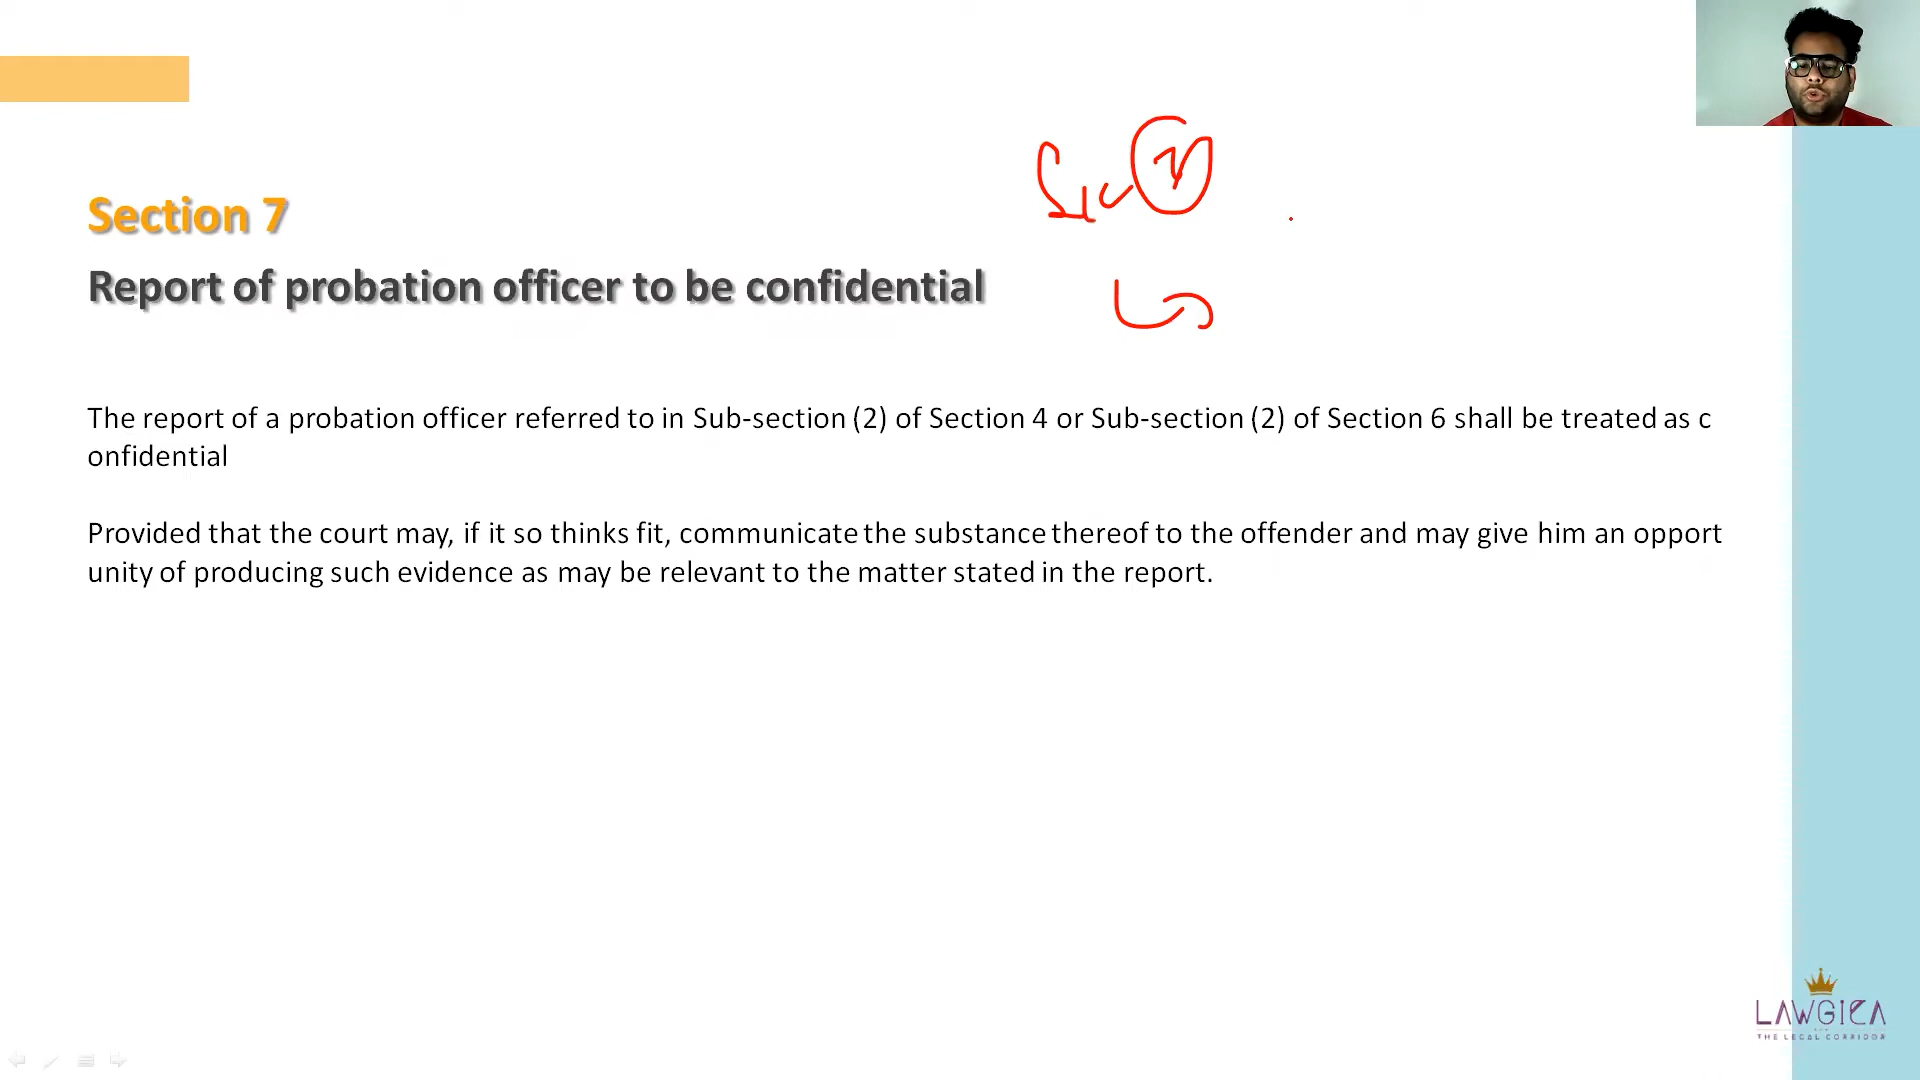 Section 7
Report of probation officer to be confidential
The report of a probation officer referred to in Sub-section (2) of Section 4 or Sub-section (2) of Section 6 shall be treated as c
onfidential
Provided that the court may, if it so thinks fit, communicate the substance thereof to the offender and may give him an opport
unity of producing such evidence as may be relevant to the matter stated in the report.
LAWGICA
THE LEGAL CORRIDOR